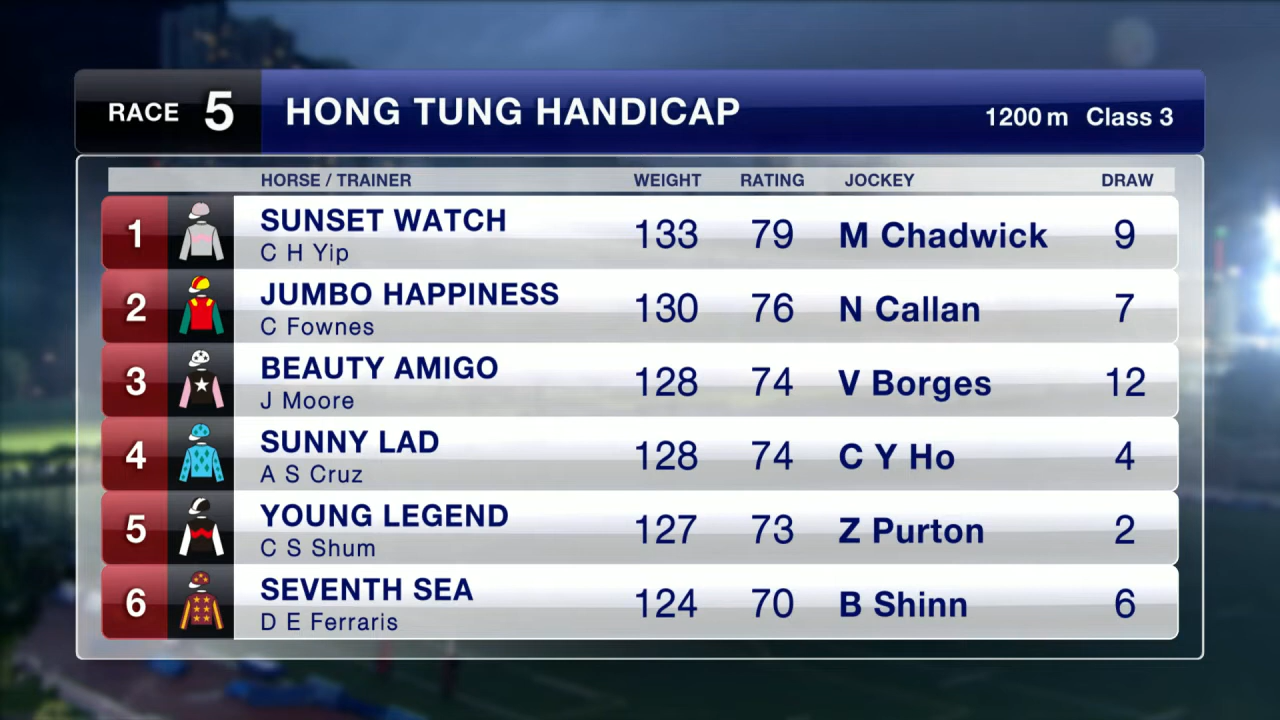 RACE 5 HONG TUNG HANDICAP 1200 m Class 3
HORSE / TRAINER WEIGHT RATING JOCKEY DRAW
1 SUNSET WATCH 133 79 M Chadwick 9
C H Yip
2 JUMBO HAPPINESS 130 76 N Callan 7
C Fownes
3 BEAUTY AMIGO 128 74 V Borges 12
J Moore
4 SUNNY LAD 128 74 C Y Ho 4
A S Cruz
5 YOUNG LEGEND 127 73 Z Purton 2
C S Shum
6 SEVENTH SEA 124 70 B Shinn 6
D E Ferraris